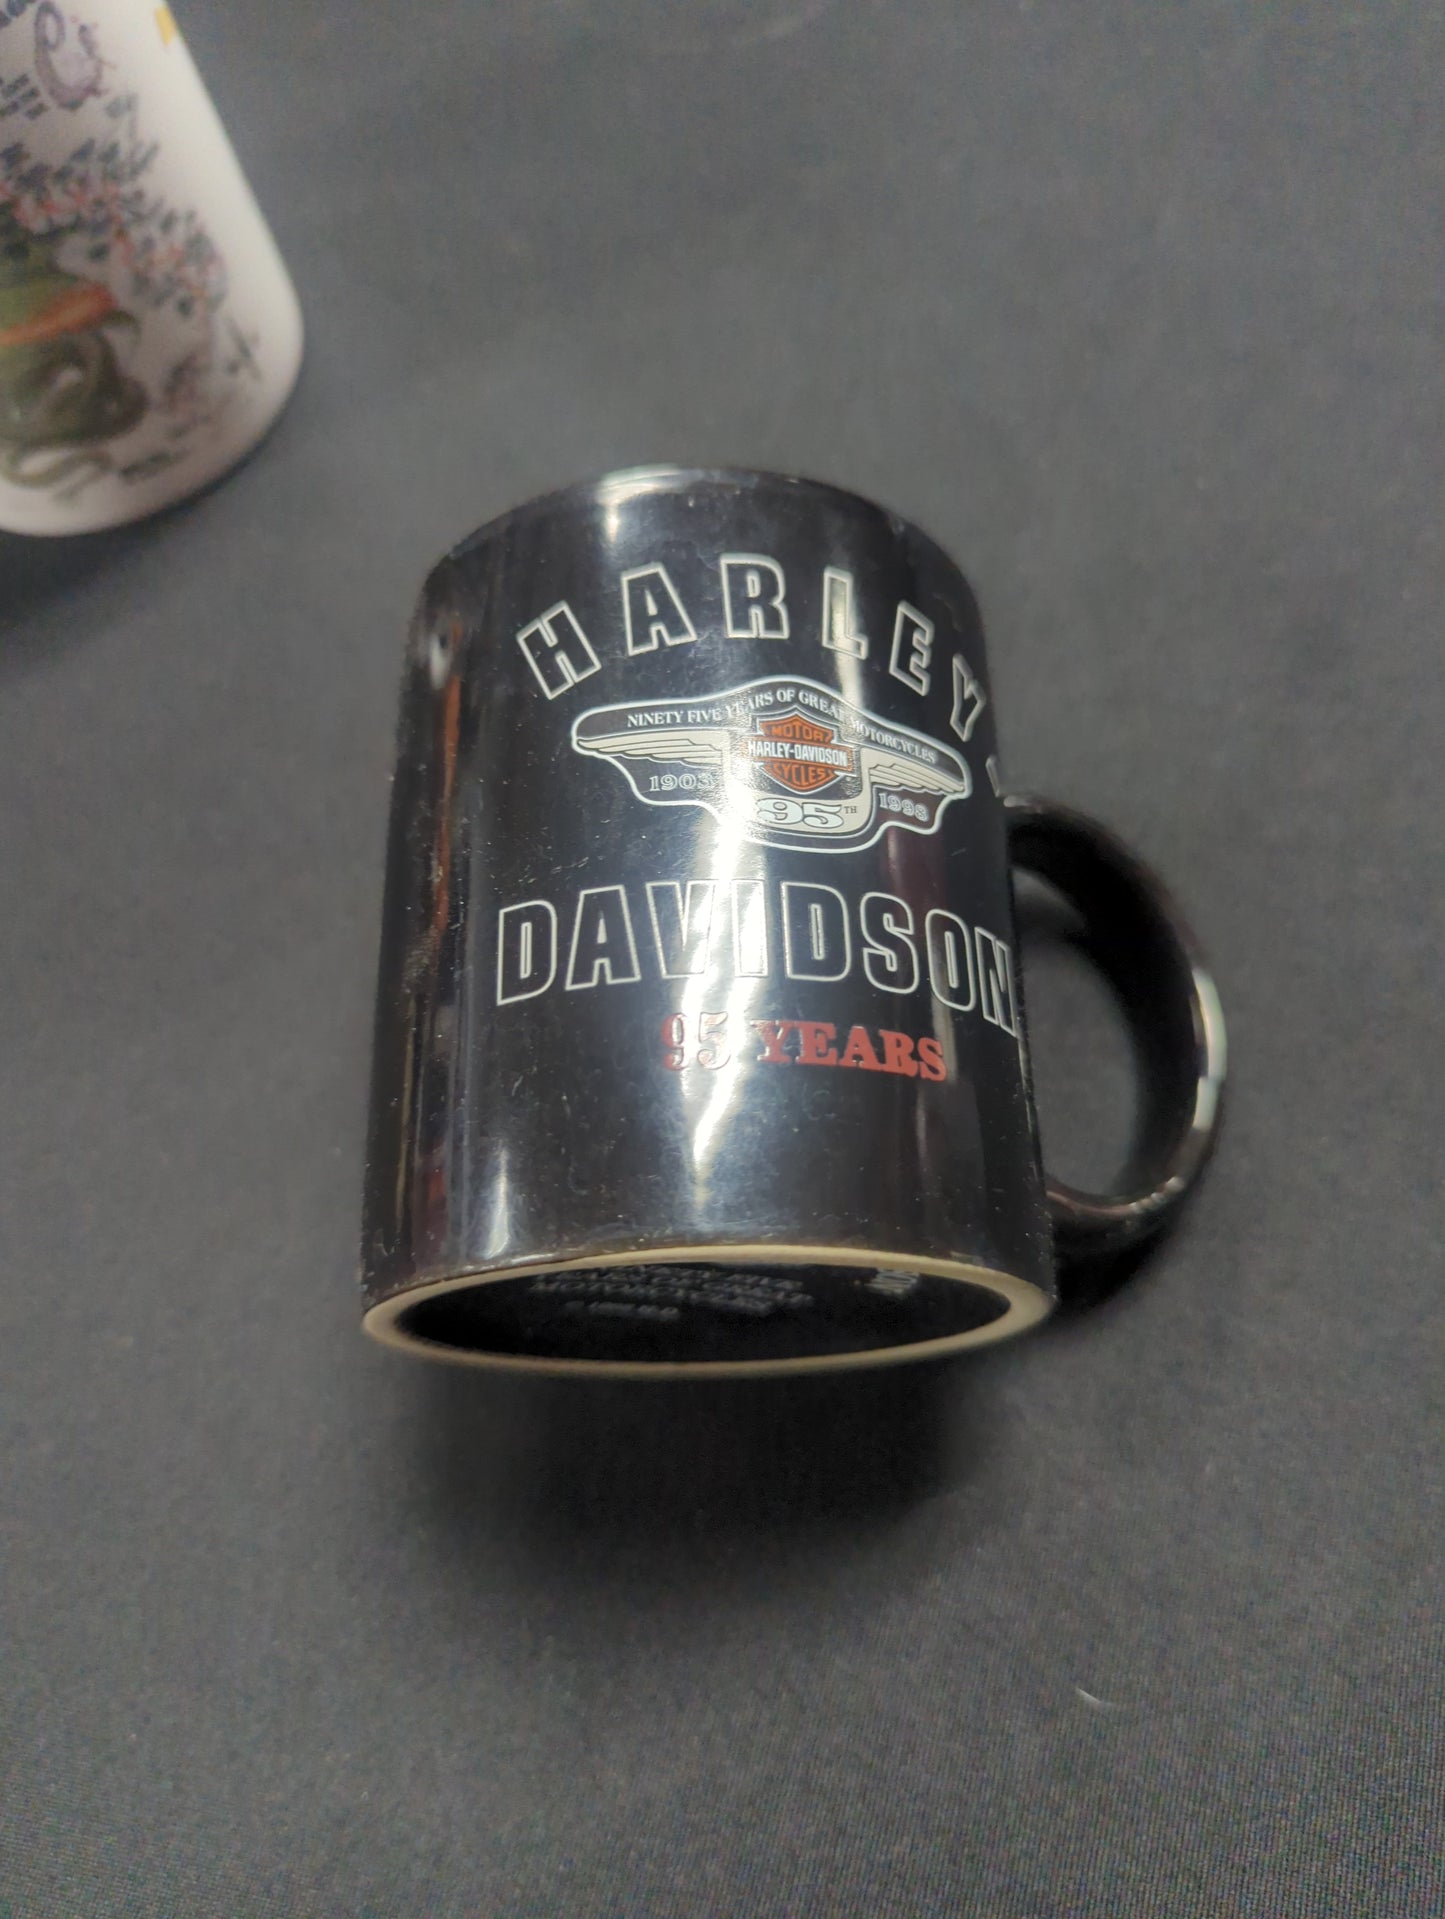 HARLEY
NINETY FIVE YEARS OF GREAT MOTORCYCLES
MOTOR
HARLEY-DAVIDSON
CYCLES
1903
95TH
1998
DAVIDSON
95 YEARS